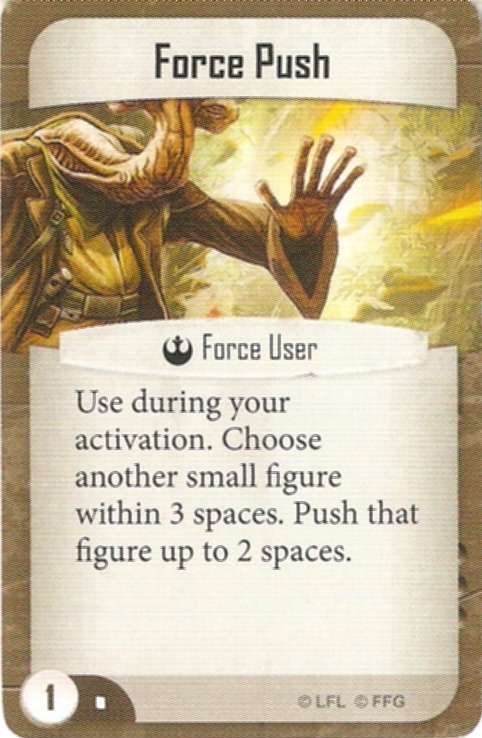 Force Push
Force User
Use during your
activation. Choose
another small figure
within 3 spaces. Push that
figure up to 2 spaces.
1
© LFL © FFG